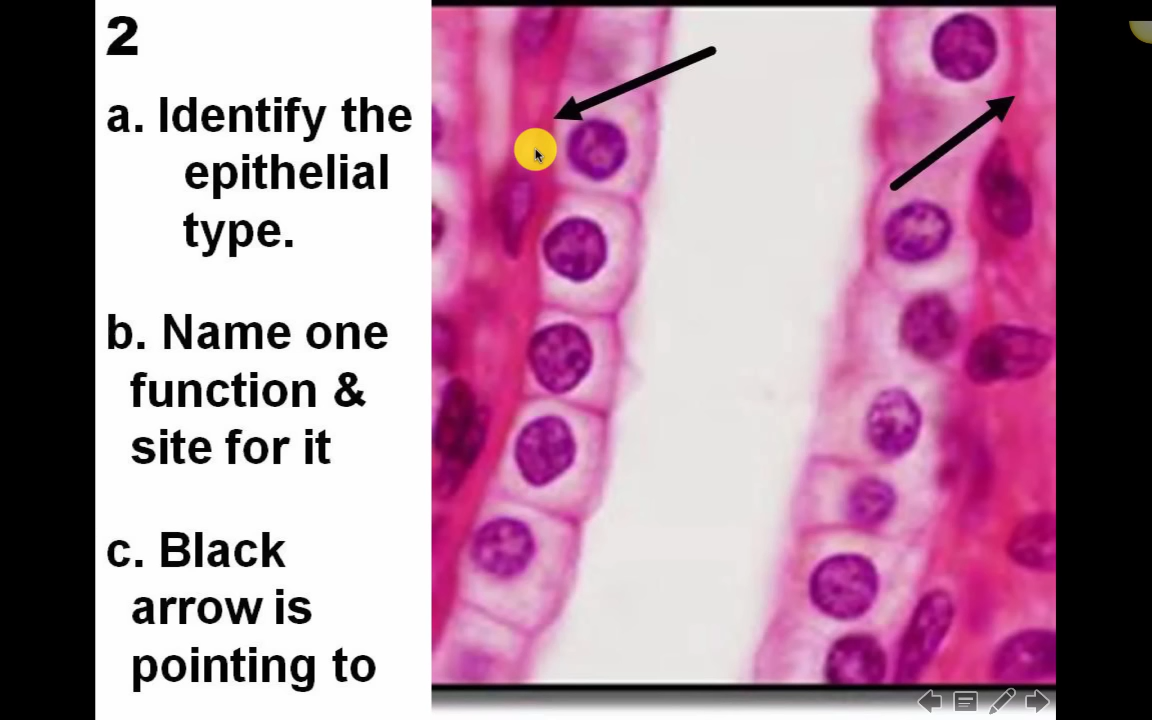 2
a. Identify the
epithelial
type.
b. Name one
function &
site for it
c. Black
arrow is
pointing to